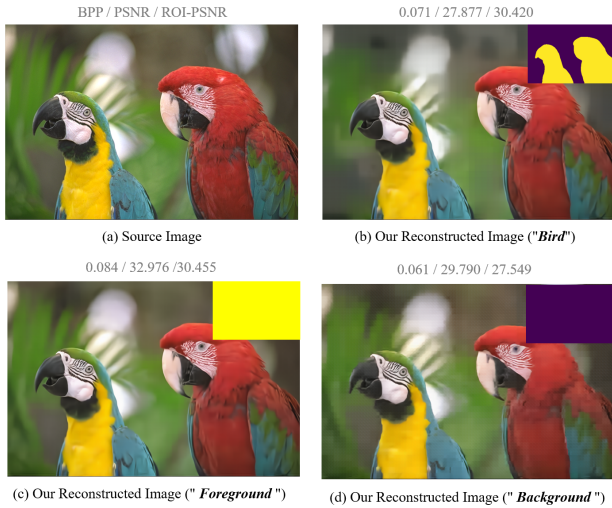 BPP / PSNR / ROI-PSNR
0.071 / 27.877 / 30.420
(a) Source Image
(b) Our Reconstructed Image ("Bird")
0.084 / 32.976 /30.455
0.061 / 29.790 / 27.549
(c) Our Reconstructed Image (" Foreground ")
(d) Our Reconstructed Image (" Background ")